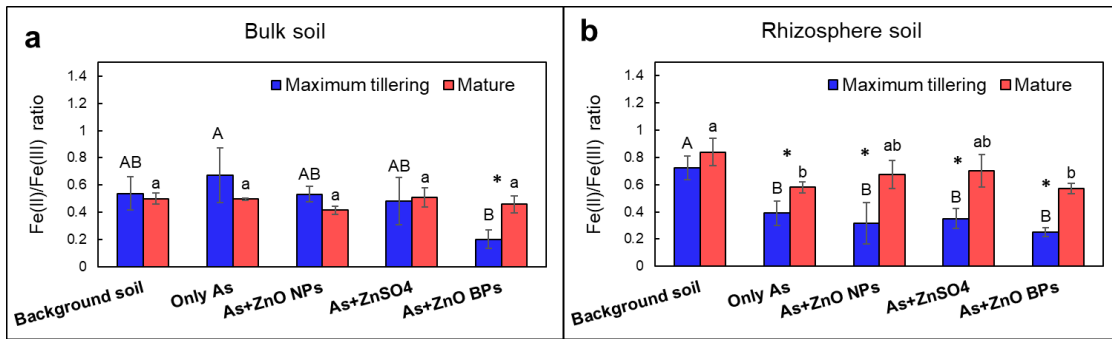 a
Bulk soil
Fe(II)/Fe(III) ratio
1.4
1.2
1
0.8
0.6
0.4
0.2
0
Maximum tillering
Mature
AB
a
A
a
AB
a
AB
a
*
B
a
Background soil
Only As
As+ZnO NPs
As+ZnSO4
As+ZnO BPs
b
Rhizosphere soil
Fe(II)/Fe(III) ratio
1.4
1.2
1
0.8
0.6
0.4
0.2
0
Maximum tillering
Mature
A
a
*
B
b
*
B
ab
*
B
ab
*
B
b
Background soil
Only As
As+ZnO NPs
As+ZnSO4
As+ZnO BPs